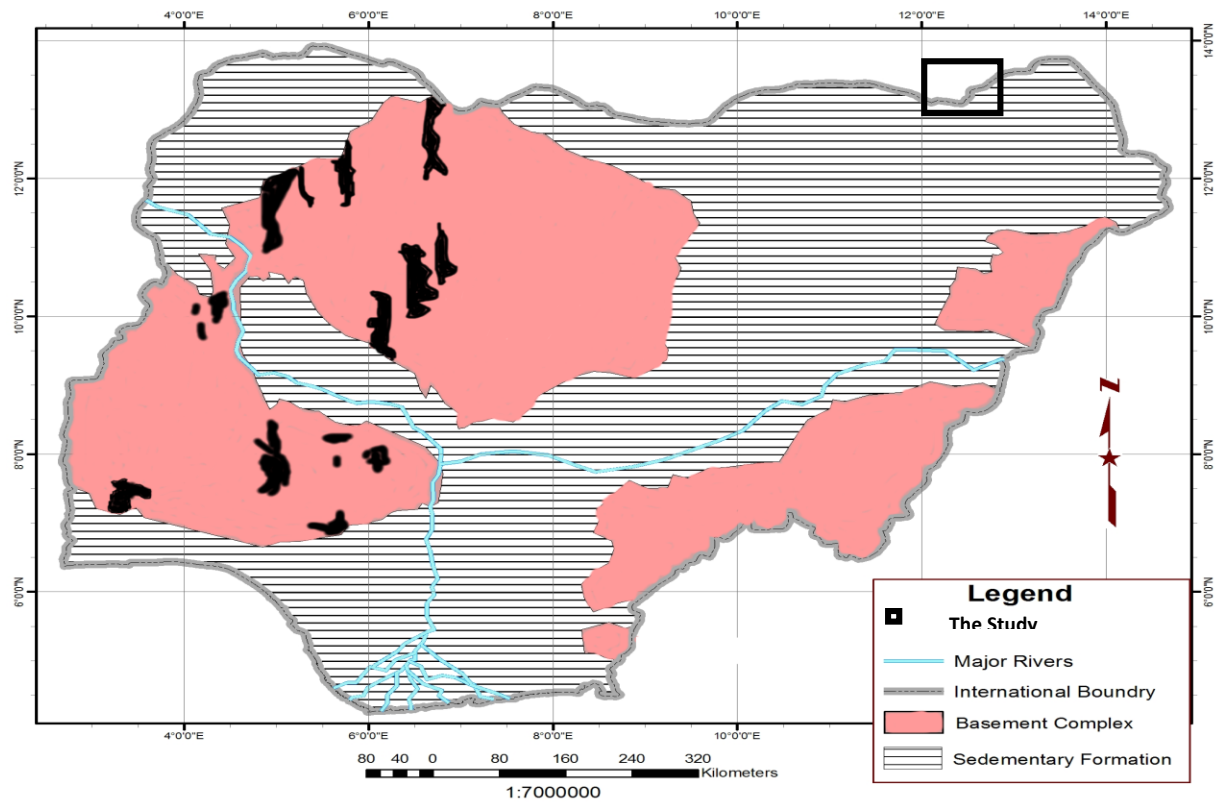 4°0'0"E 6°0'0"E 8°0'0"E 10°0'0"E 12°0'0"E 14°0'0"E
14°0'0"N
12°0'0"N 12°0'0"N
10°0'0"N 10°0'0"N
N
8°0'0"N 8°0'0"N
6°0'0"N 6°0'0"N
Legend
The Study
Major Rivers
International Boundry
Basement Complex
Sedementary Formation
4°0'0"E 6°0'0"E 8°0'0"E 10°0'0"E
80 40 0 80 160 240 320
Kilometers
1:7000000